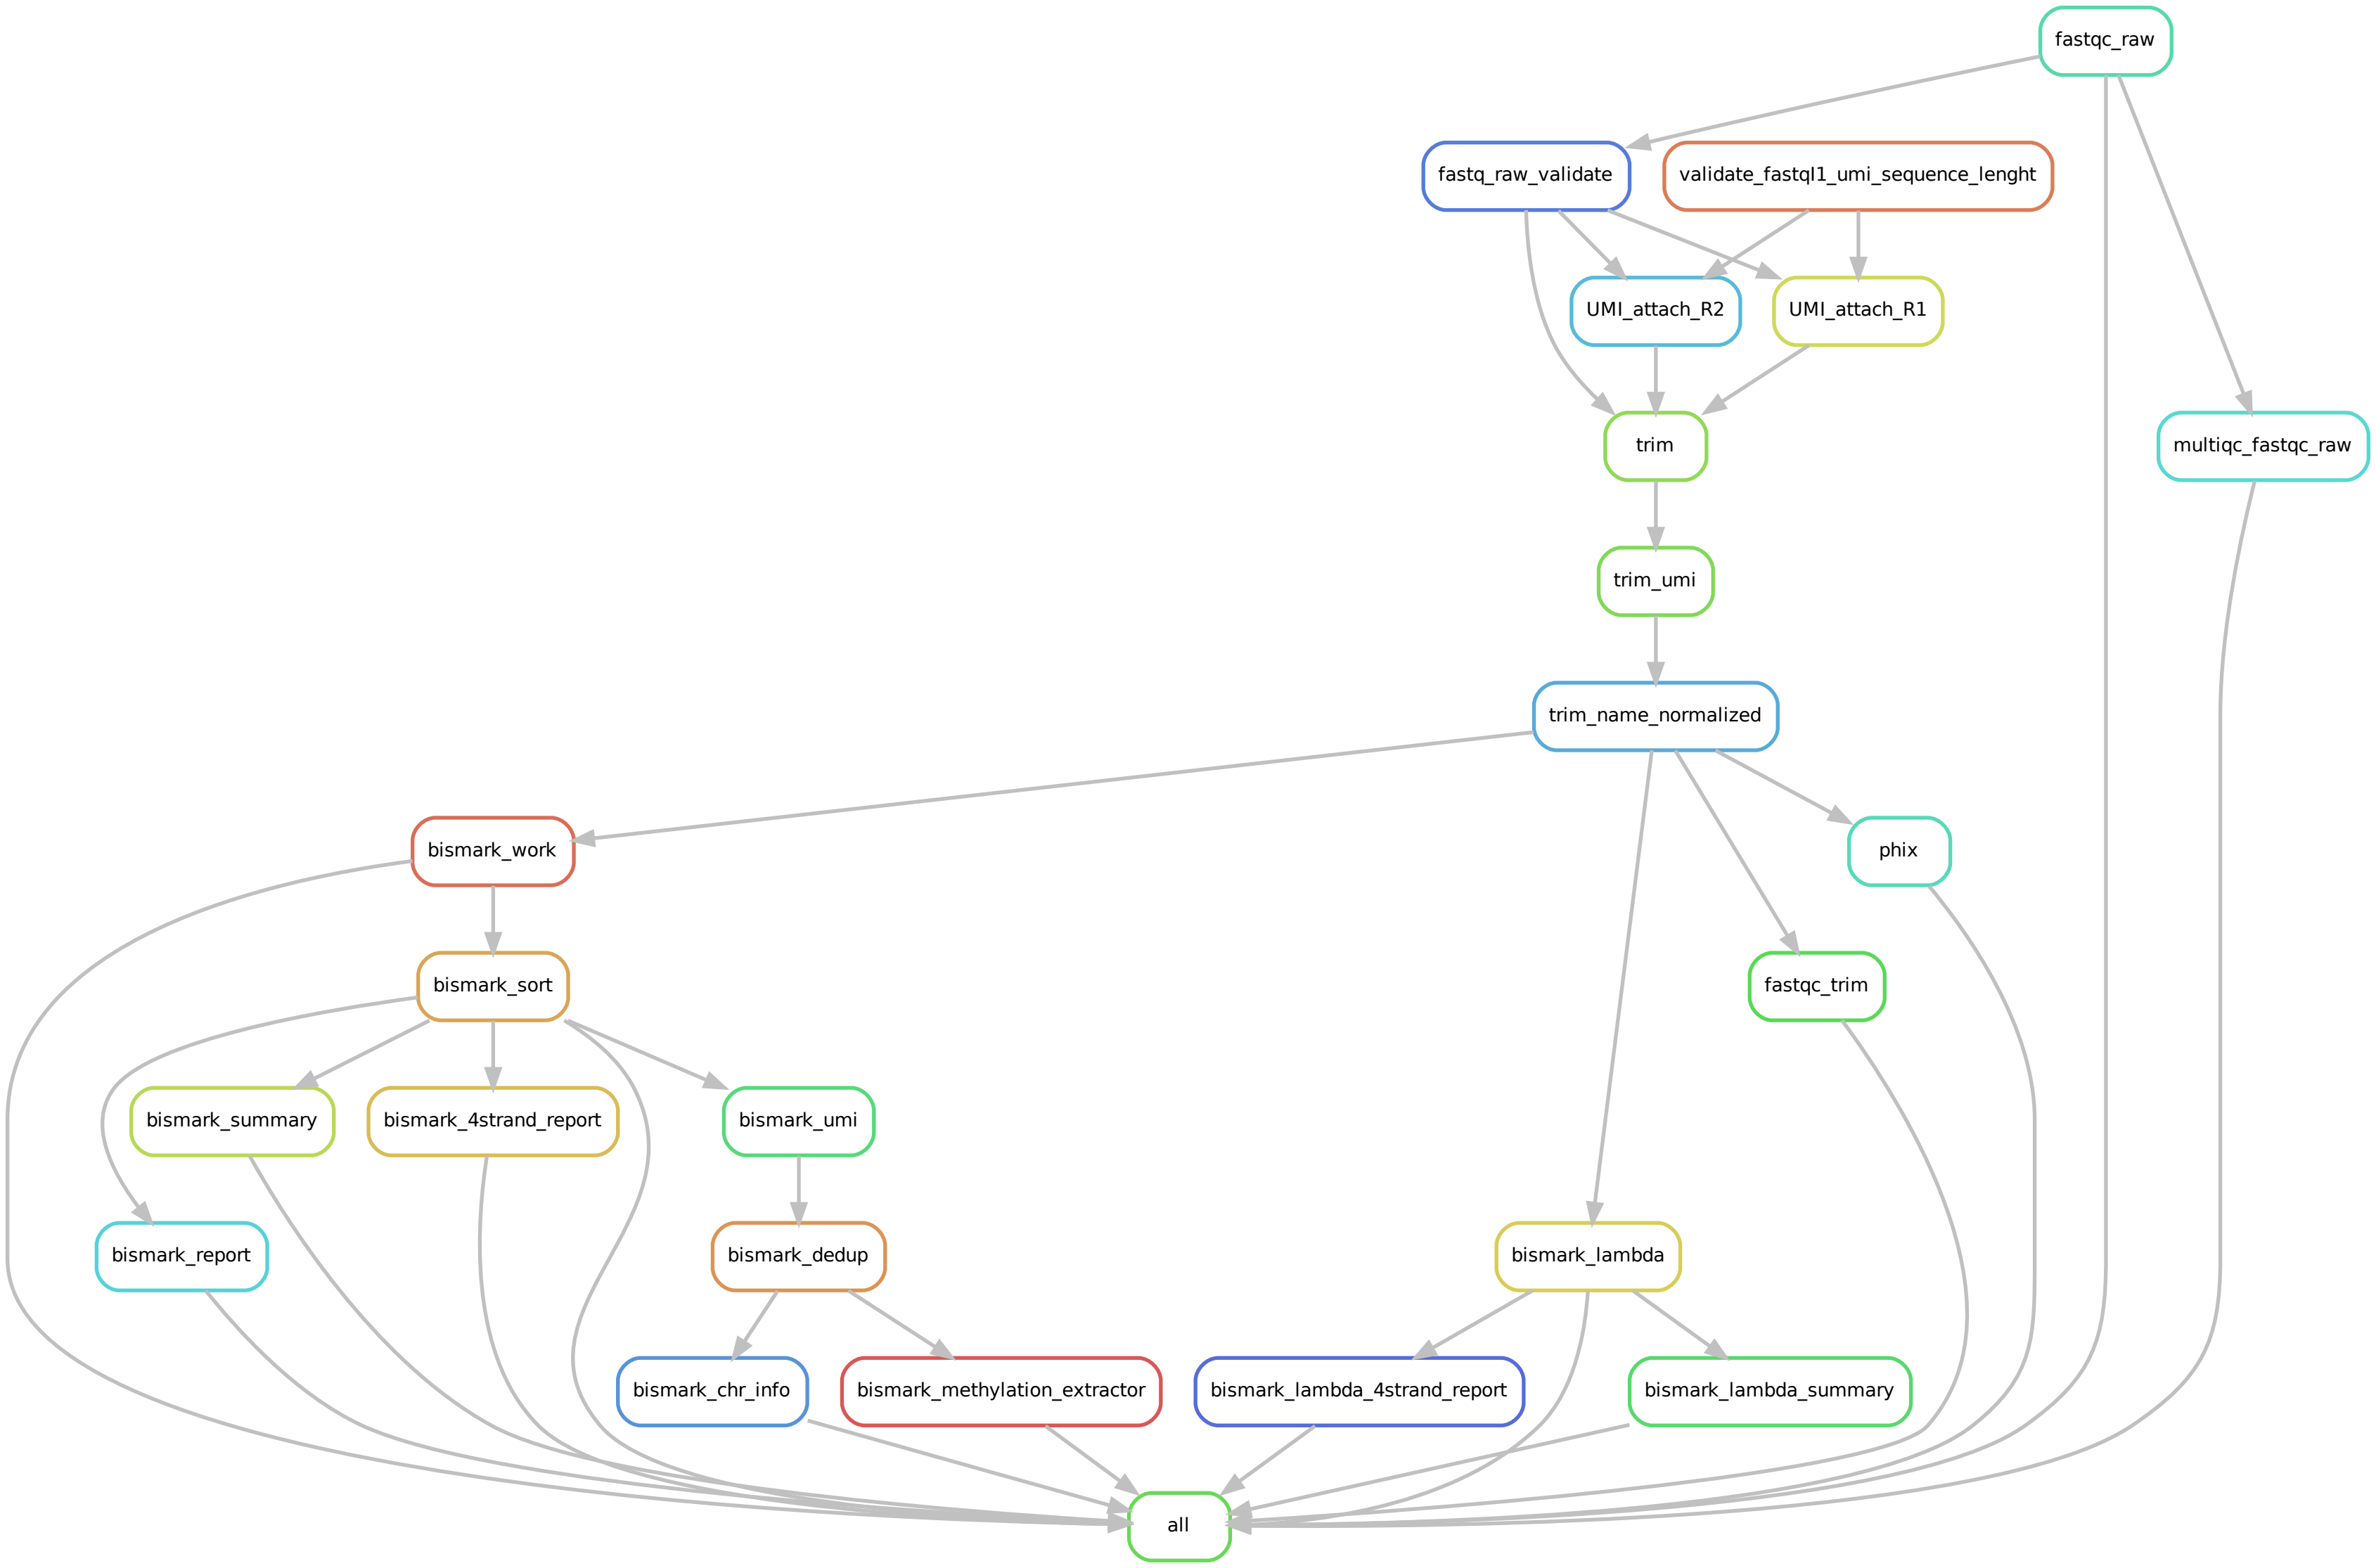 fastqc_raw
fastq_raw_validate
validate_fastqI1_umi_sequence_lenght
UMI_attach_R2
UMI_attach_R1
trim
multiqc_fastqc_raw
trim_umi
trim_name_normalized
bismark_work
phix
bismark_sort
fastqc_trim
bismark_summary
bismark_4strand_report
bismark_umi
bismark_report
bismark_dedup
bismark_lambda
bismark_chr_info
bismark_methylation_extractor
bismark_lambda_4strand_report
bismark_lambda_summary
all